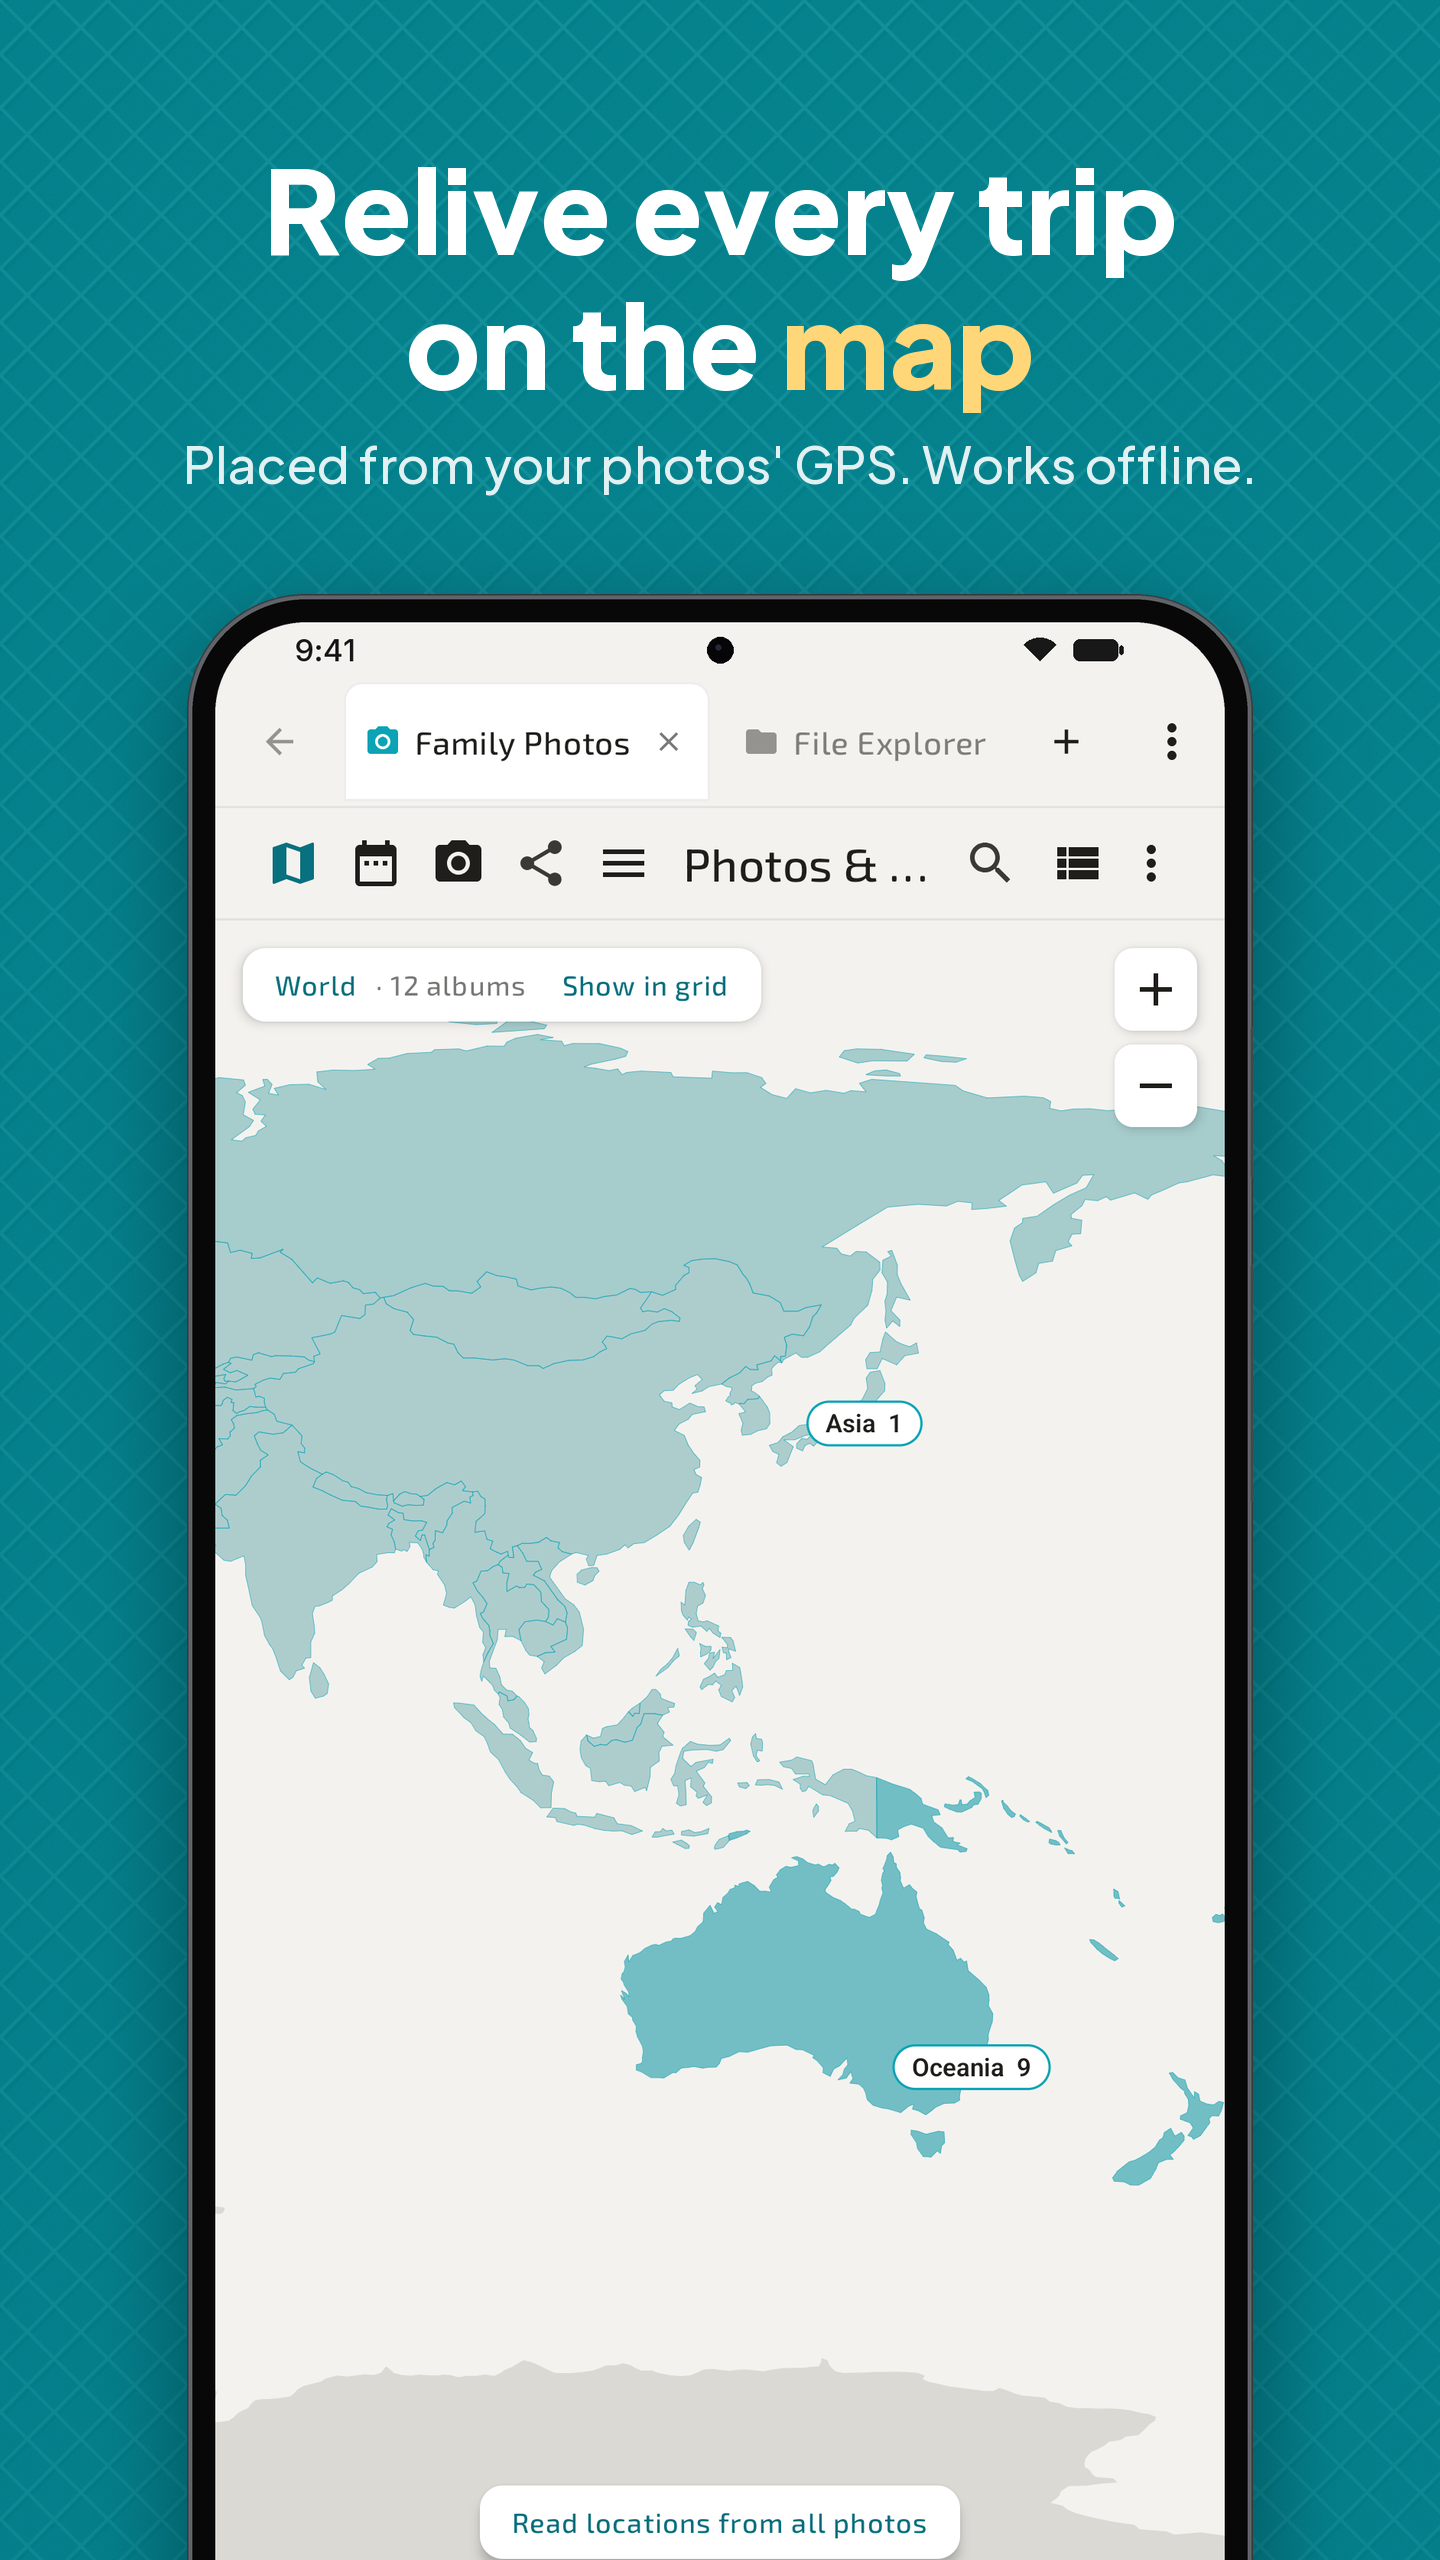 Relive every trip
on the map
Placed from your photos' GPS. Works offline.
9:41
Family Photos
File Explorer
Photos & ...
World · 12 albums Show in grid
Asia 1
Oceania 9
Read locations from all photos